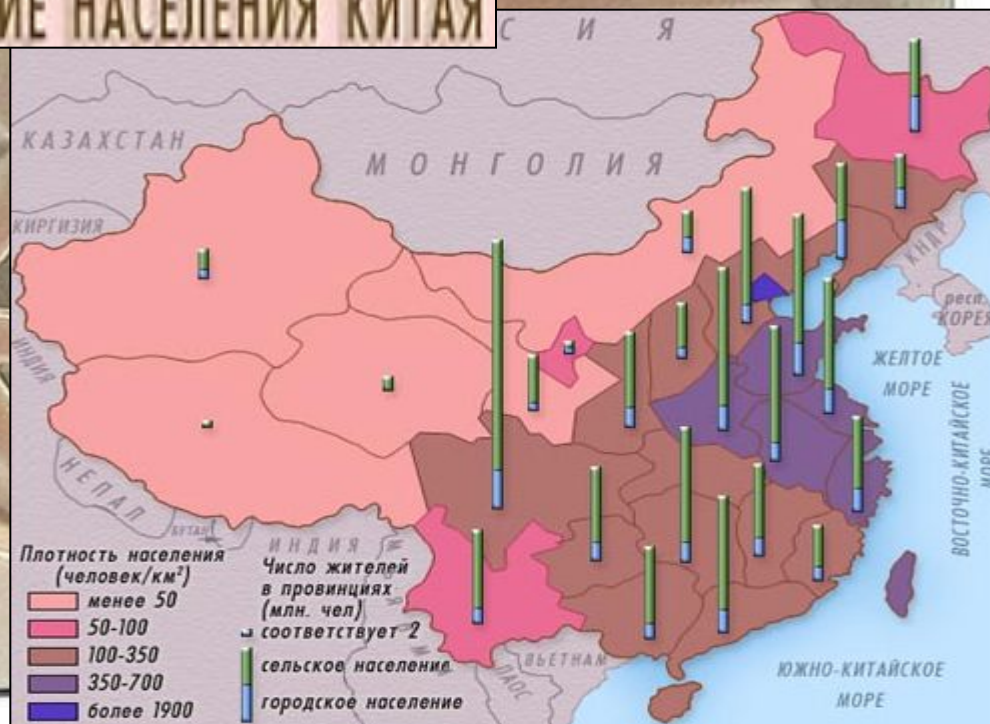 ИЕ НАСЕЛЕНИЯ КИТАЯ
С И Я
КАЗАХСТАН
МОНГОЛИЯ
КИРГИЗИЯ
КНДР
респ.
КОРЕЯ
ИНДИЯ
ЖЕЛТОЕ
МОРЕ
ВОСТОЧНО-КИТАЙСКОЕ
МОРЕ
НЕПАЛ
БУТАН
ИНДИЯ
Плотность населения
(человек/км²)
менее 50
50-100
100-350
350-700
более 1900
Число жителей
в провинциях
(млн. чел)
соответствует 2
сельское население
городское население
ВЬЕТНАМ
ЛАОС
ЮЖНО-КИТАЙСКОЕ
МОРЕ